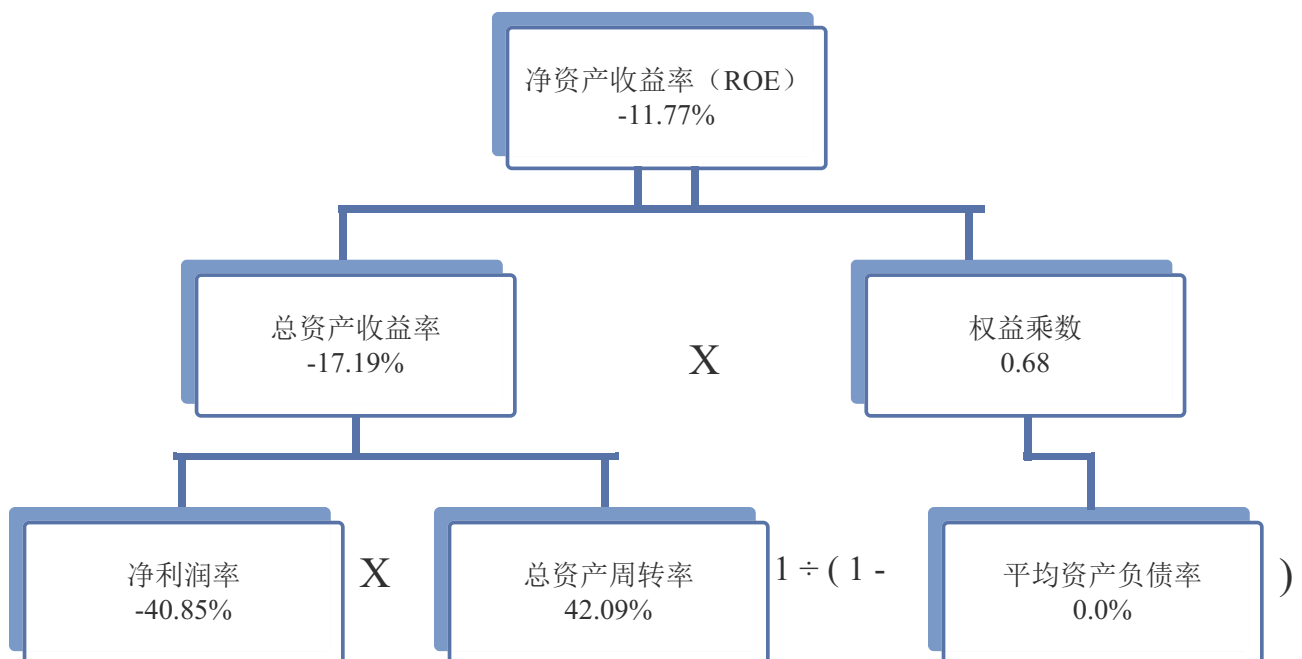 净资产收益率（ROE）
-11.77%
总资产收益率
-17.19%
X
权益乘数
0.68
净利润率
-40.85%
X
总资产周转率
42.09%
1 ÷ ( 1 -
平均资产负债率
0.0%
)